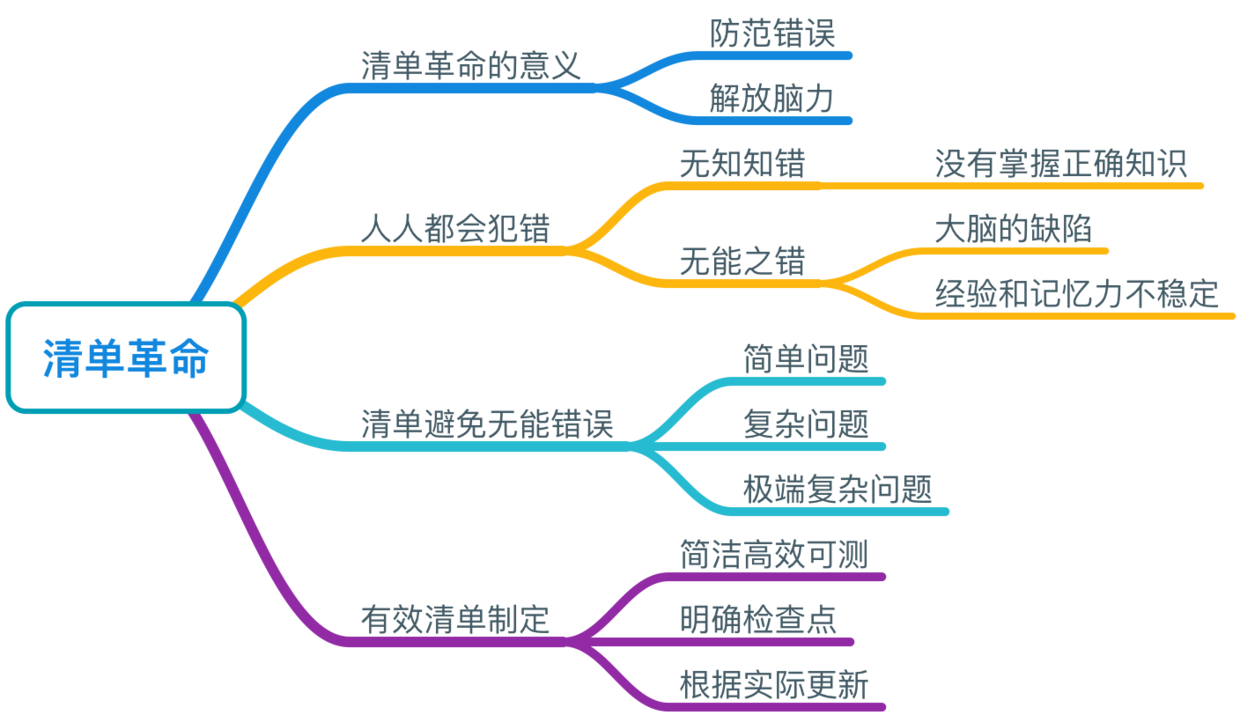 清单革命
清单革命的意义
防范错误
解放脑力
人人都会犯错
无知知错
没有掌握正确知识
无能之错
大脑的缺陷
经验和记忆力不稳定
清单避免无能错误
简单问题
复杂问题
极端复杂问题
有效清单制定
简洁高效可测
明确检查点
根据实际更新